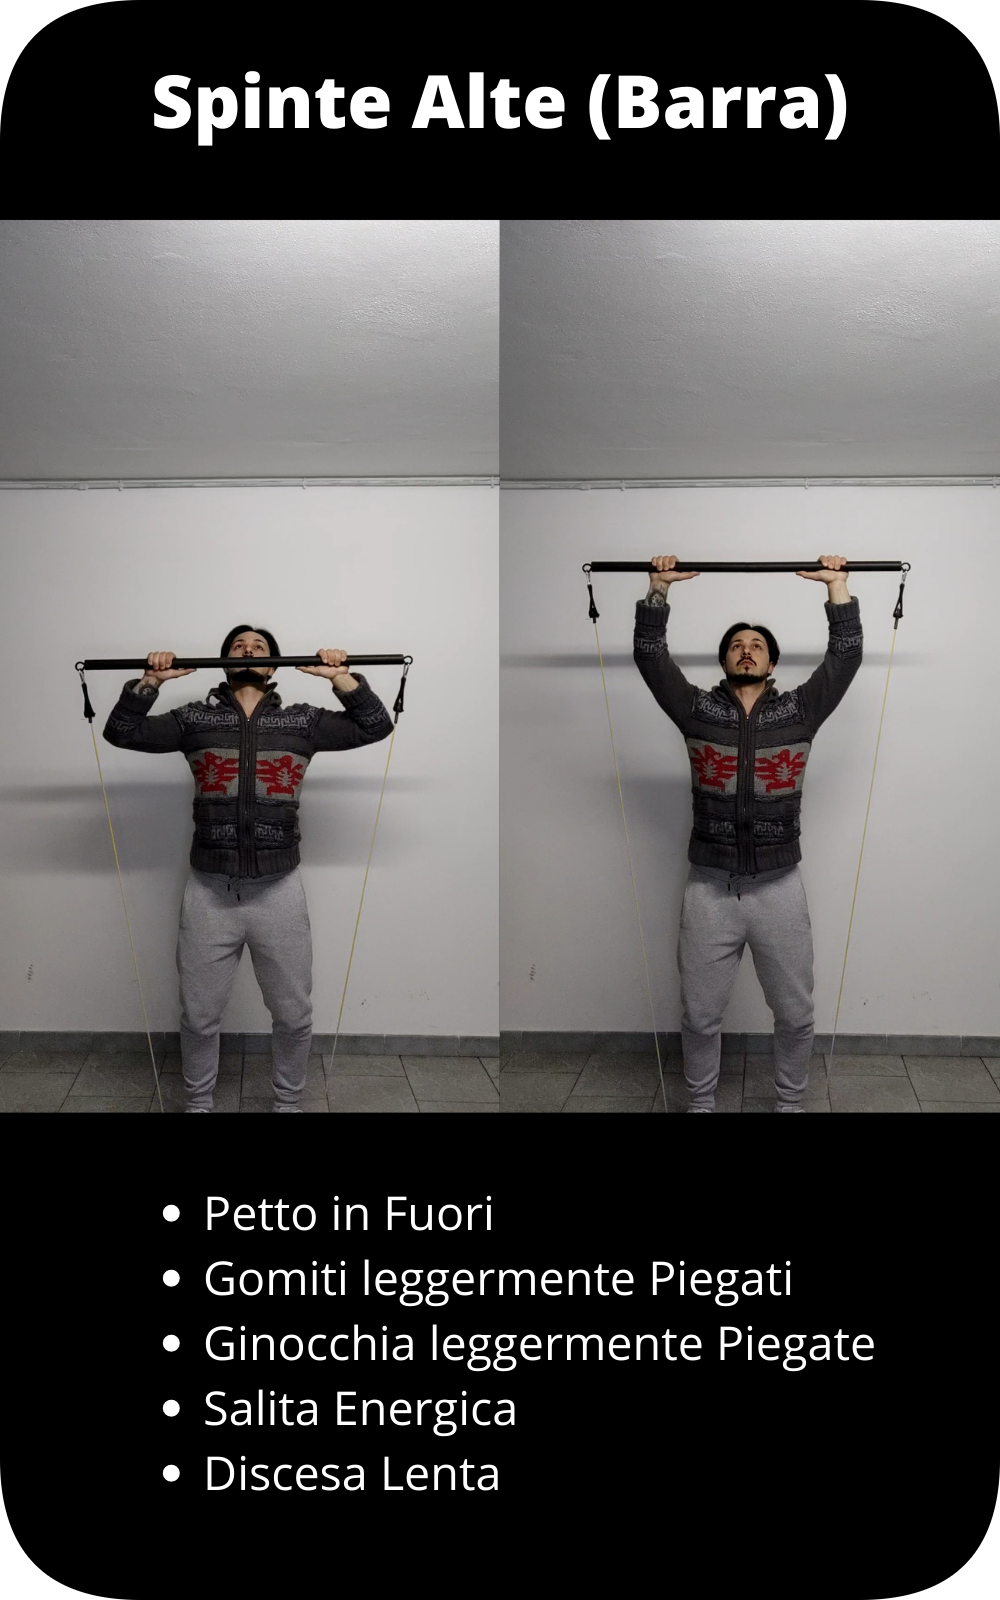 Spinte Alte (Barra)
• Petto in Fuori
• Gomiti leggermente Piegati
• Ginocchia leggermente Piegate
• Salita Energica
• Discesa Lenta